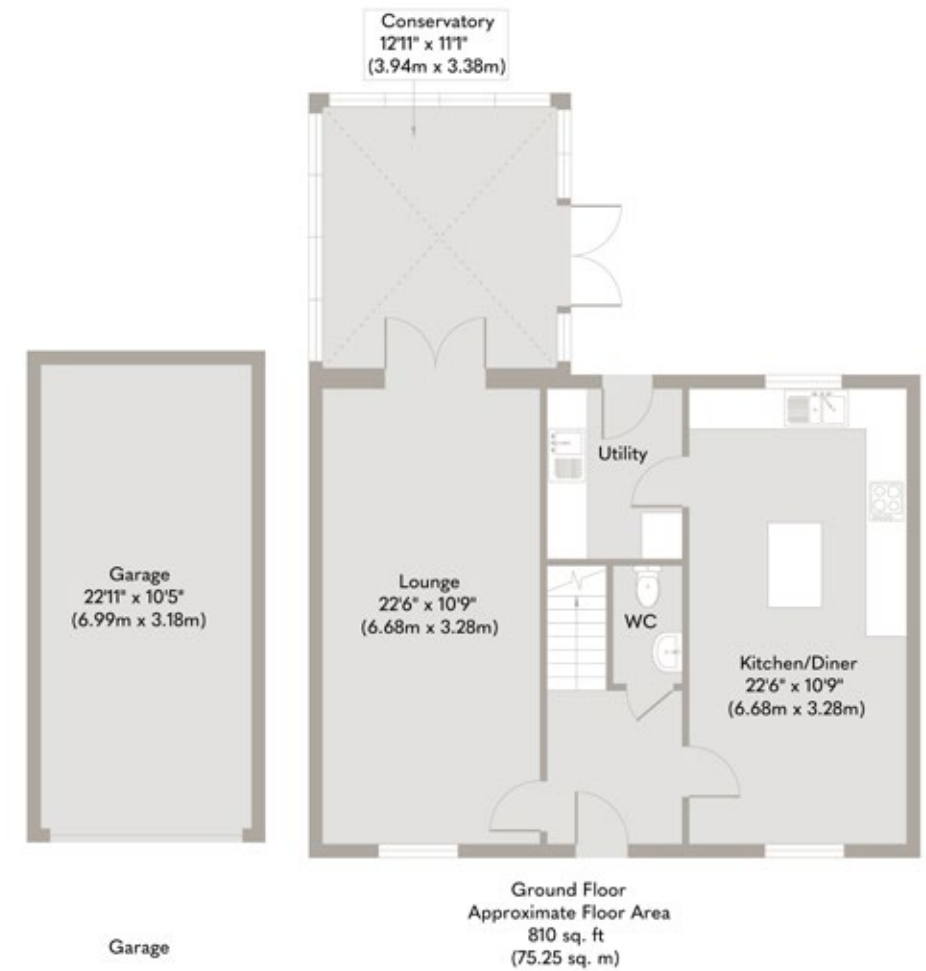 Conservatory
12'11" x 11'1"
(3.94m x 3.38m)
Utility
Garage
22'11" x 10'5"
(6.99m x 3.18m)
Lounge
22'6" x 10'9"
(6.68m x 3.28m)
WC
Kitchen/Diner
22'6" x 10'9"
(6.68m x 3.28m)
Ground Floor
Approximate Floor Area
810 sq. ft
(75.25 sq. m)
Garage